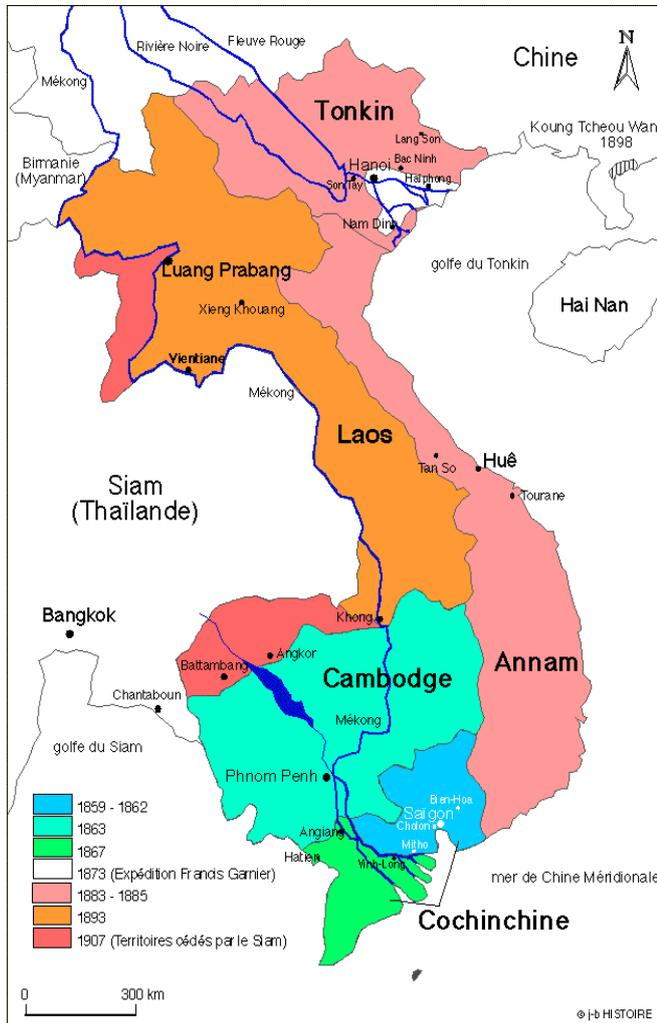 Fleuve Rouge
Rivière Noire
Chine
N
Mékong
Tonkin
Lang Son
Koung Tcheou Wan
1898
Birmanie
(Myanmar)
Hanoi
Bac Ninh
Son Tay
Haiphong
Nam Dinh
golfe du Tonkin
Luang Prabang
Hai Nan
Xieng Khouang
Vientiane
Mékong
Laos
Huê
Tan So
Siam
(Thaïlande)
Tourane
Bangkok
Khong
Angkor
Battambang
Annam
Cambodge
Chantaboun
Mékong
golfe du Siam
Phnom Penh
Bien-Hoa
Saïgon
Cholon
Angiang
Mitho
Hatien
Vinh-Long
mer de Chine Méridionale
Cochinchine
1859 - 1862
1863
1867
1873 (Expédition Francis Garnier)
1883 - 1885
1893
1907 (Territoires cédés par le Siam)
0
300 km
© j-b HISTOIRE